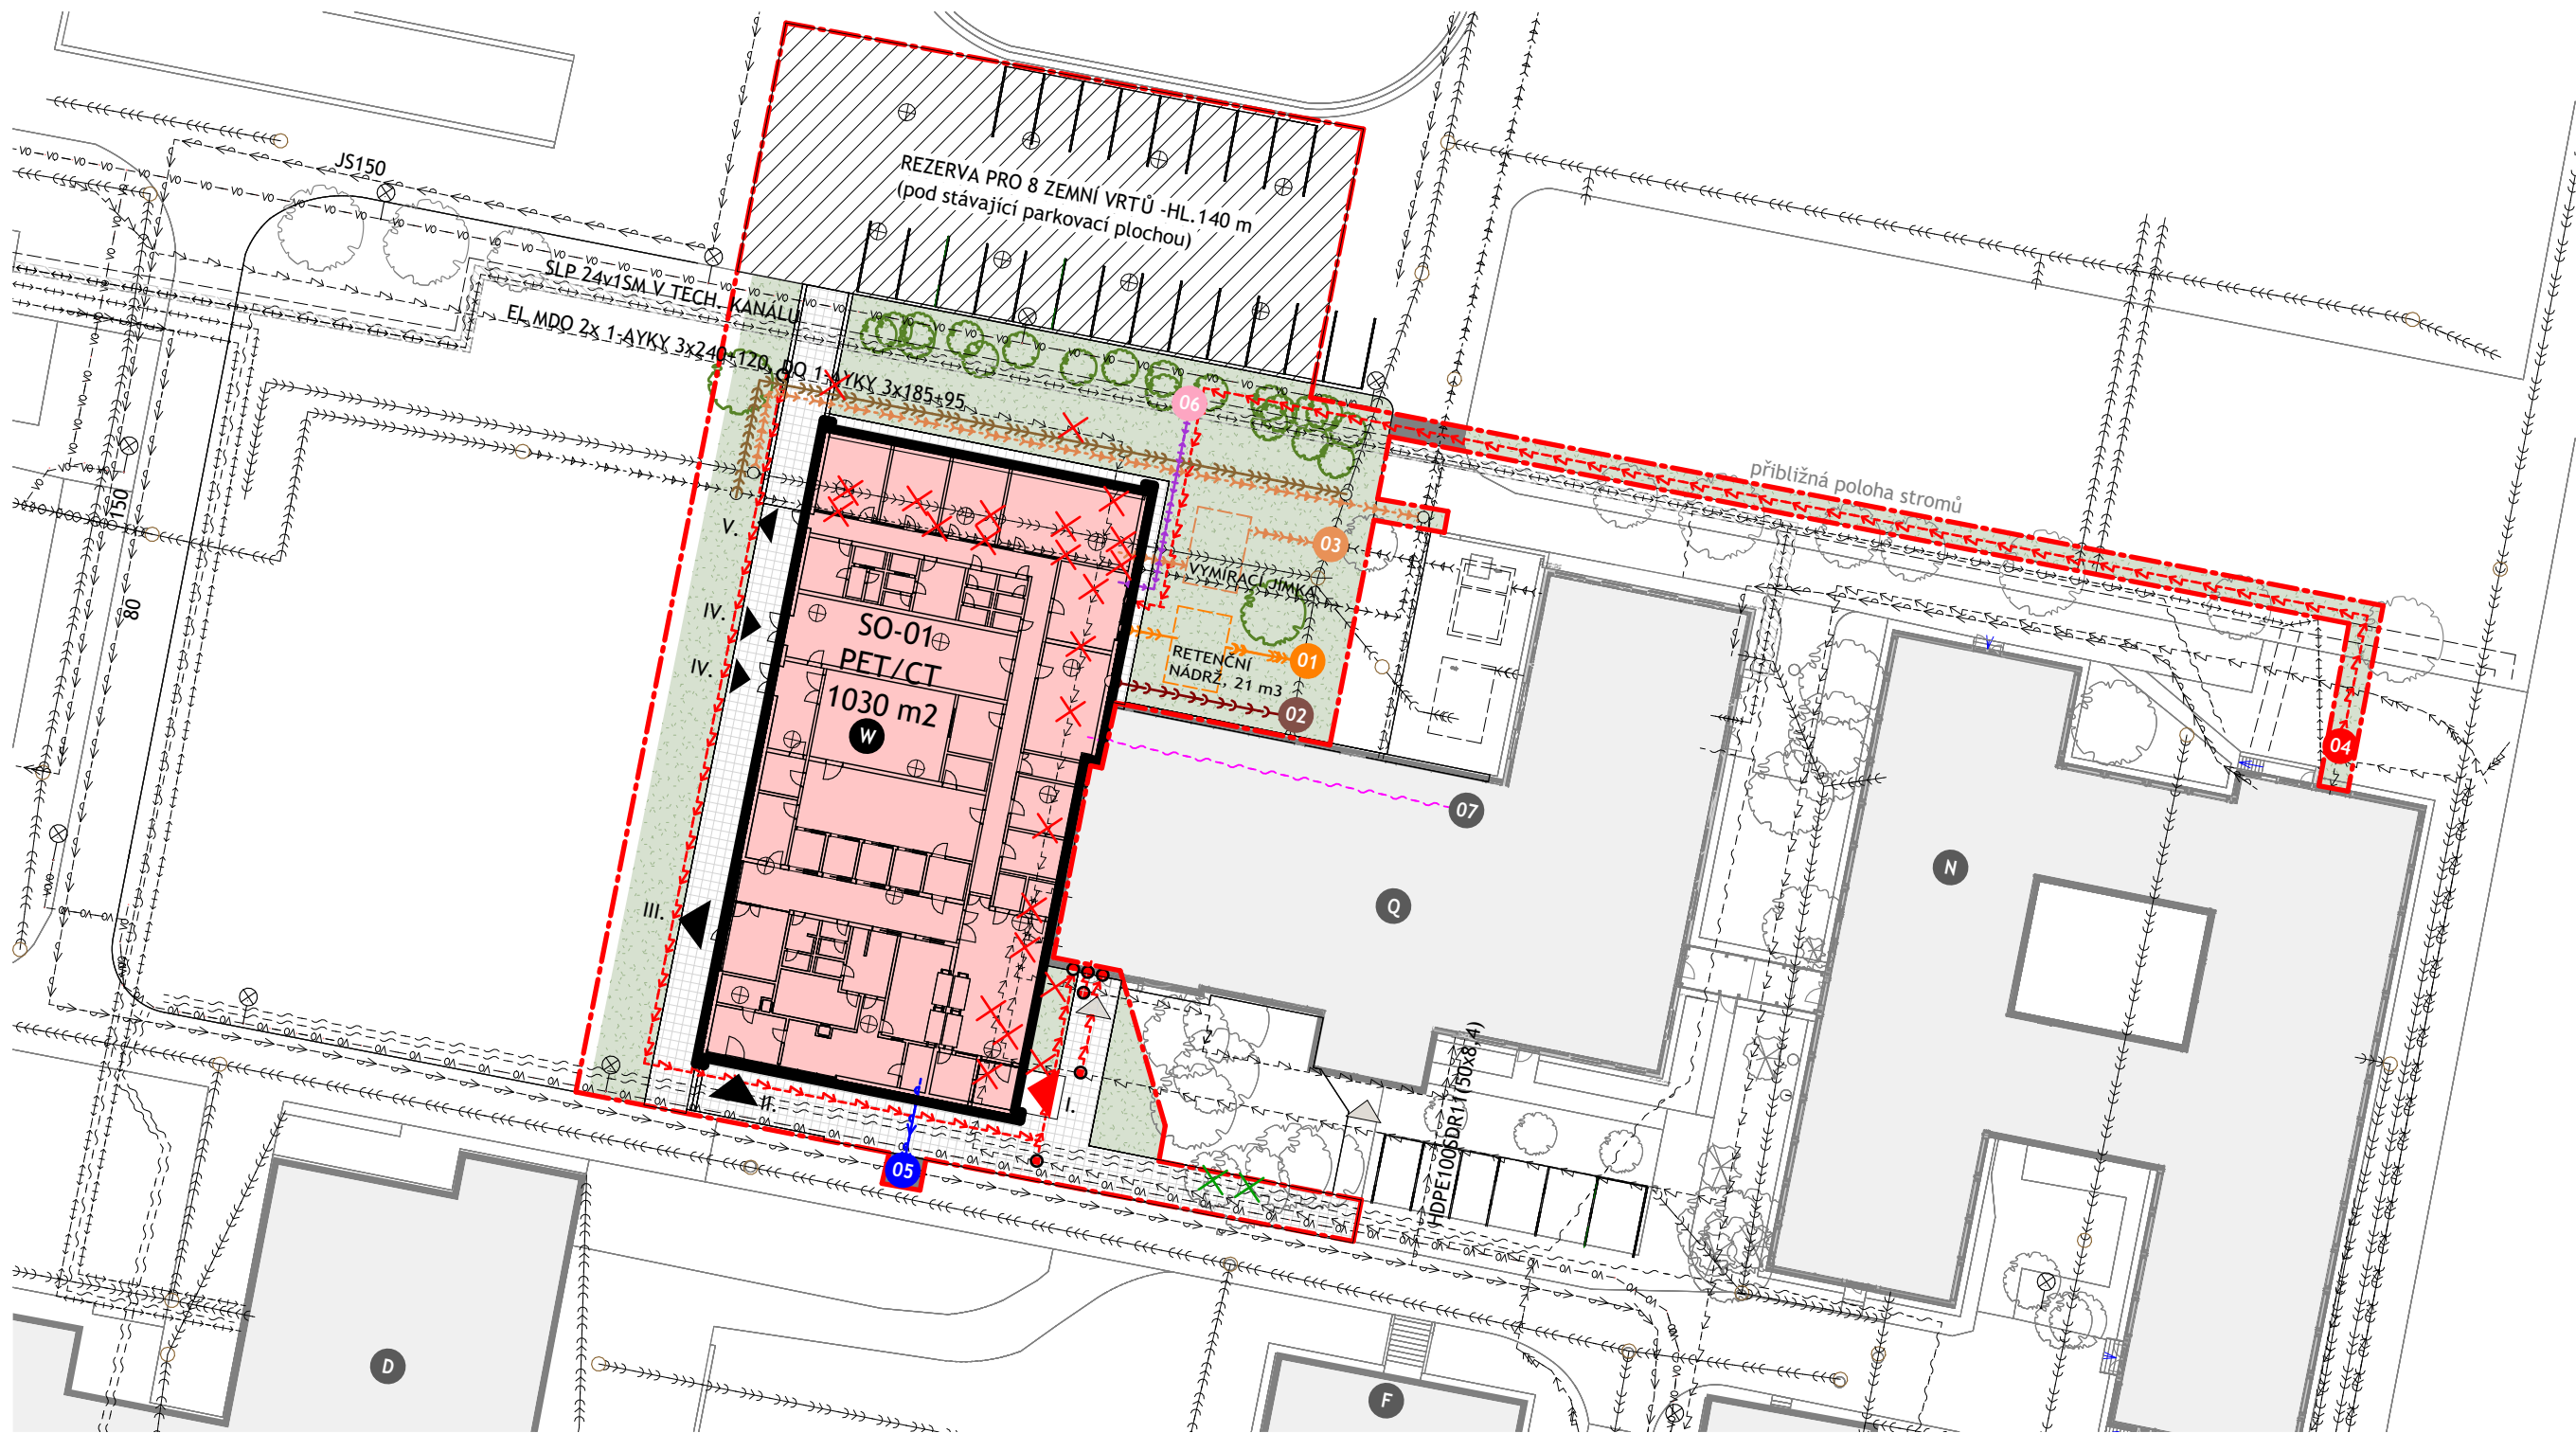 JS150
REZERVA PRO 8 ZEMNÍ VRTŮ -HL.140 m
(pod stávající parkovací plochou)
SLP 24v1SM V TECH. KANÁLU
EL MDO 2x 1-AYKY 3x240+120, DO 1-AYKY 3x185+95
06
přibližná poloha stromů
150
80
V.
IV.
IV.
III.
II.
I.
SO-01
PET/CT
1030 m2
W
03
VYMÍRACÍ JÍMKA
01
RETENČNÍ
NÁDRŽ, 21 m3
02
04
07
Q
N
05
HDPE100SDR11(50x8,4)
D
F